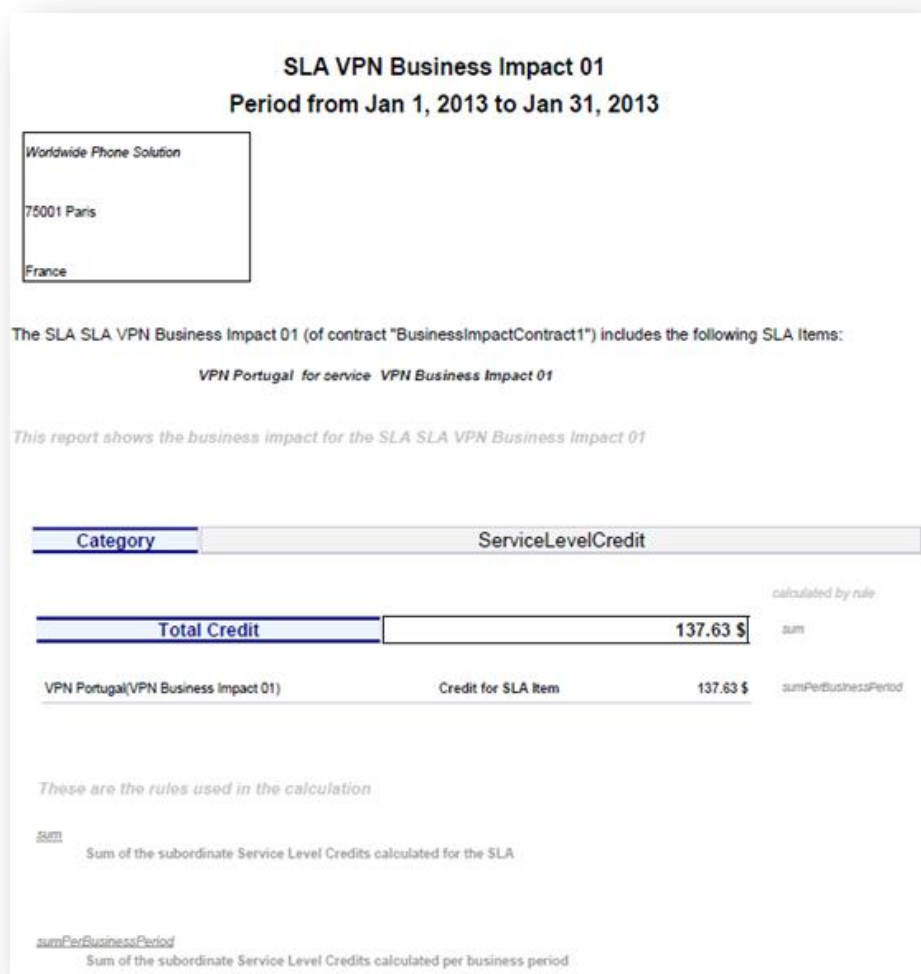 SLA VPN Business Impact 01
Period from Jan 1, 2013 to Jan 31, 2013
Worldwide Phone Solution
75001 Paris
France
The SLA SLA VPN Business Impact 01 (of contract "BusinessImpactContract1") includes the following SLA Items:
VPN Portugal for service VPN Business Impact 01
This report shows the business impact for the SLA SLA VPN Business Impact 01
Category ServiceLevelCredit
calculated by rule
Total Credit 137.63 $ sum
VPN Portugal(VPN Business Impact 01) Credit for SLA Item 137.63 $ sumPerBusinessPeriod
These are the rules used in the calculation
sum
Sum of the subordinate Service Level Credits calculated for the SLA
sumPerBusinessPeriod
Sum of the subordinate Service Level Credits calculated per business period